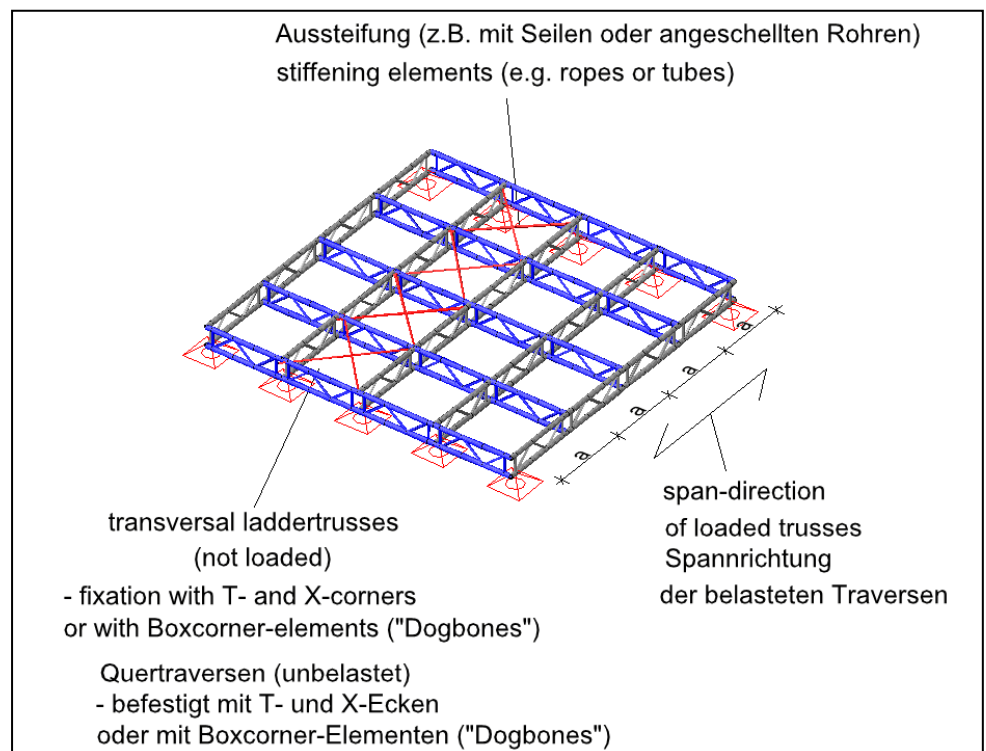 Aussteifung (z.B. mit Seilen oder angeschellten Rohren)
stiffening elements (e.g. ropes or tubes)
a
a
a
a
span-direction
of loaded trusses
Spannrichtung
der belasteten Traversen
transversal laddertrusses
(not loaded)
- fixation with T- and X-corners
or with Boxcorner-elements ("Dogbones")
Quertraversen (unbelastet)
- befestigt mit T- und X-Ecken
oder mit Boxcorner-Elementen ("Dogbones")